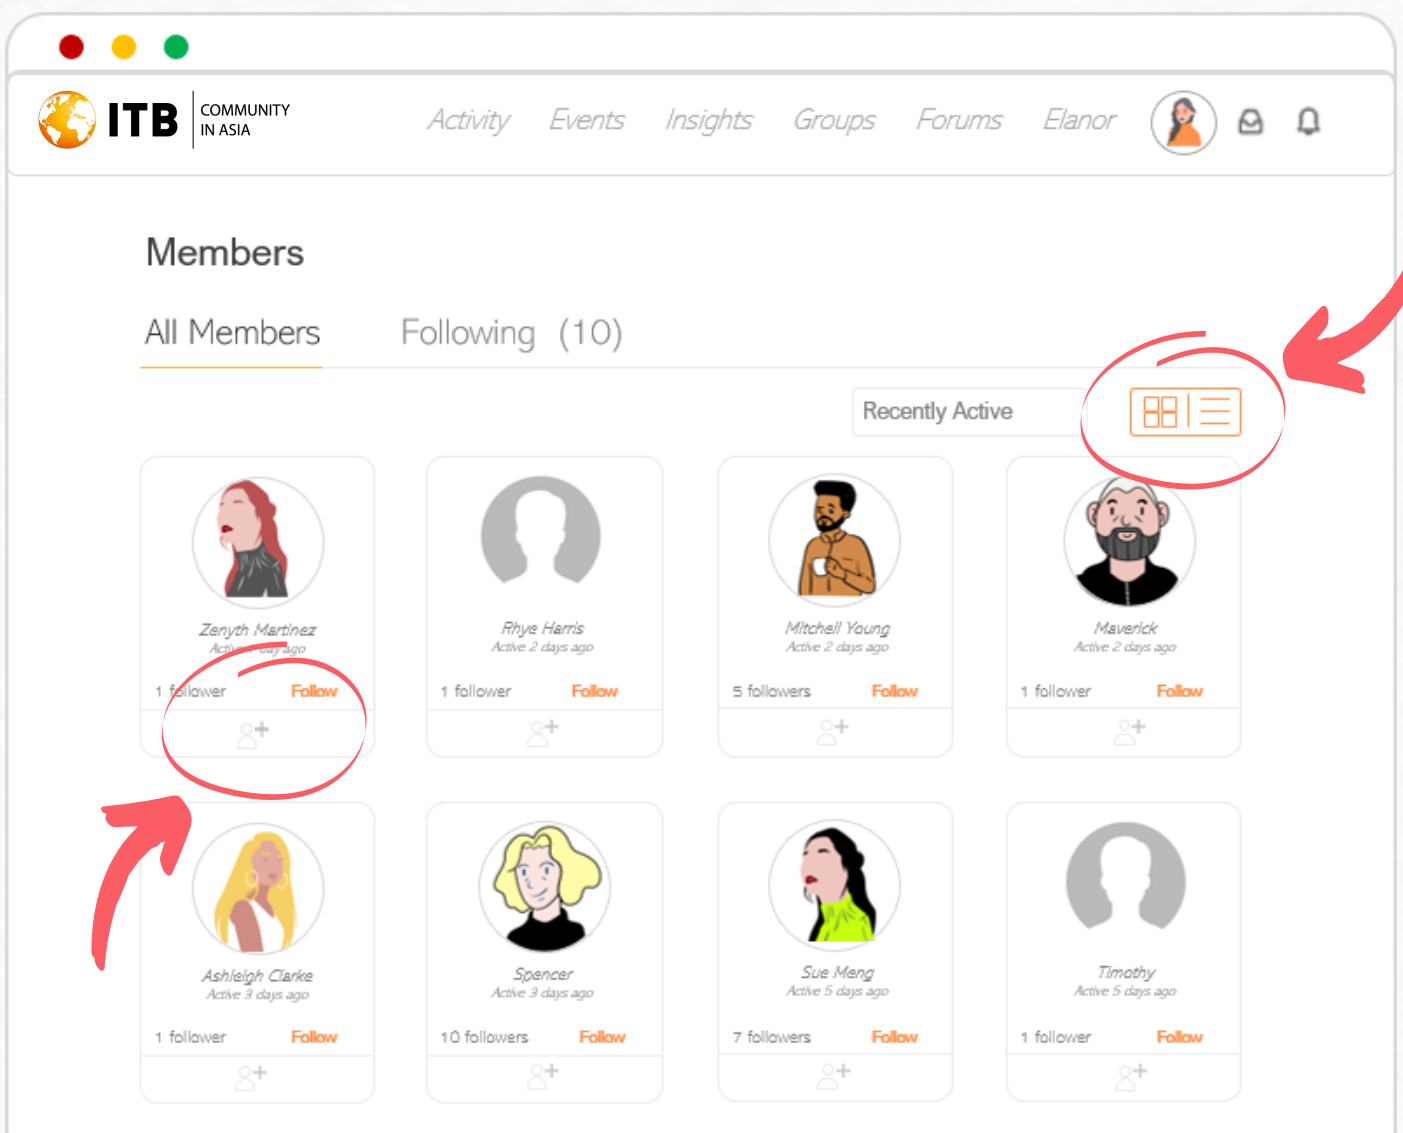 ITB COMMUNITY IN ASIA
Activity Events Insights Groups Forums Elanor
Members
All Members Following (10)
Recently Active
Zenyth Martinez
Active 1 day ago
1 follower Follow
Rhye Harris
Active 2 days ago
1 follower Follow
Mitchell Young
Active 2 days ago
5 followers Follow
Maverick
Active 2 days ago
1 follower Follow
Ashleigh Clarke
Active 3 days ago
1 follower Follow
Spencer
Active 3 days ago
10 followers Follow
Sue Meng
Active 5 days ago
7 followers Follow
Timothy
Active 5 days ago
1 follower Follow